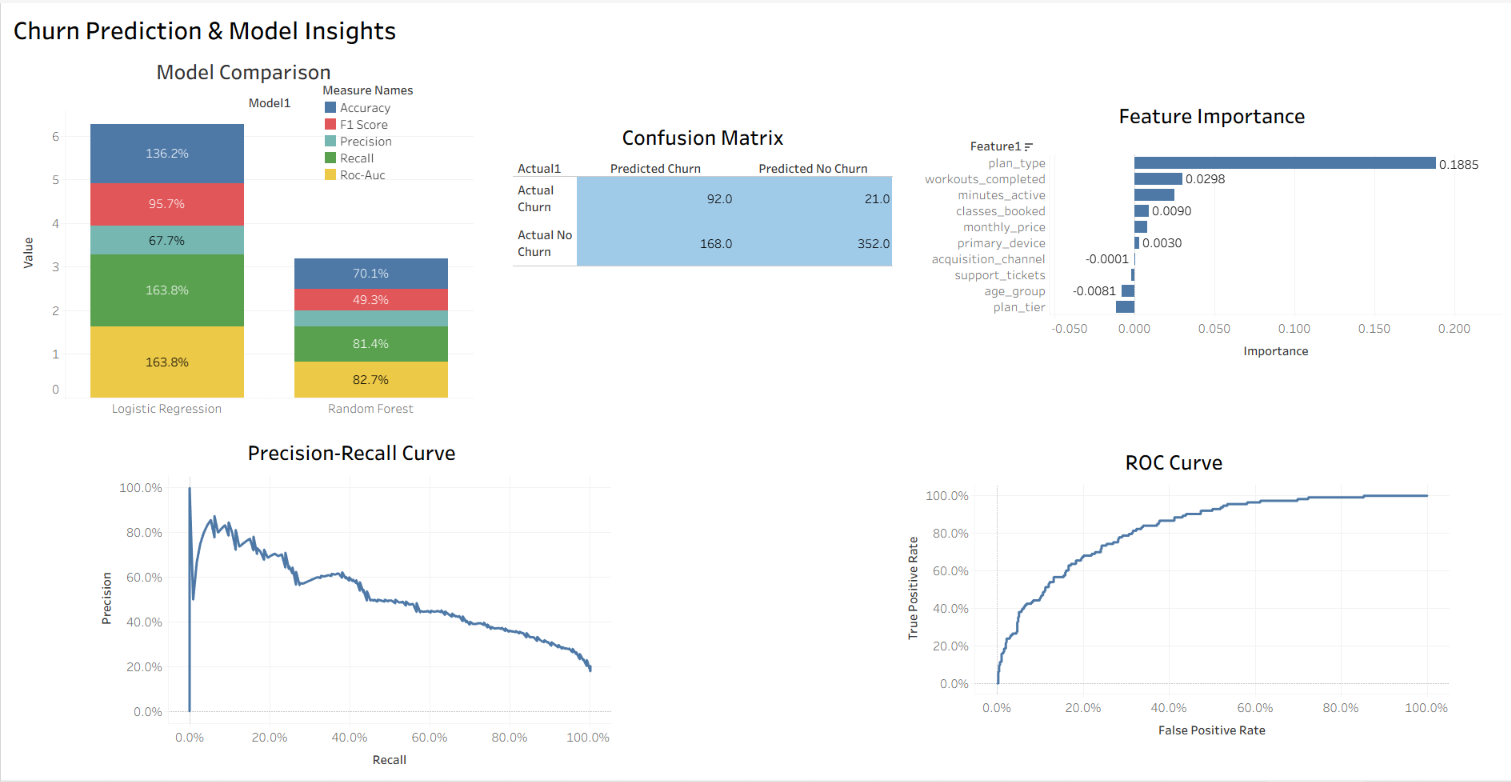 Churn Prediction & Model Insights
Model Comparison
Model1
Measure Names
Accuracy
F1 Score
Precision
Recall
Roc-Auc
Value
6
5
4
3
2
1
0
136.2%
95.7%
67.7%
163.8%
163.8%
70.1%
49.3%
81.4%
82.7%
Logistic Regression
Random Forest
Confusion Matrix
Actual1 Predicted Churn Predicted No Churn
Actual
Churn
92.0 21.0
Actual No
Churn
168.0 352.0
Feature Importance
Feature1
plan_type 0.1885
workouts_completed 0.0298
minutes_active
classes_booked 0.0090
monthly_price
primary_device 0.0030
acquisition_channel -0.0001
support_tickets
age_group -0.0081
plan_tier
-0.050 0.000 0.050 0.100 0.150 0.200
Importance
Precision-Recall Curve
Precision
100.0%
80.0%
60.0%
40.0%
20.0%
0.0%
0.0% 20.0% 40.0% 60.0% 80.0% 100.0%
Recall
ROC Curve
True Positive Rate
100.0%
80.0%
60.0%
40.0%
20.0%
0.0%
0.0% 20.0% 40.0% 60.0% 80.0% 100.0%
False Positive Rate